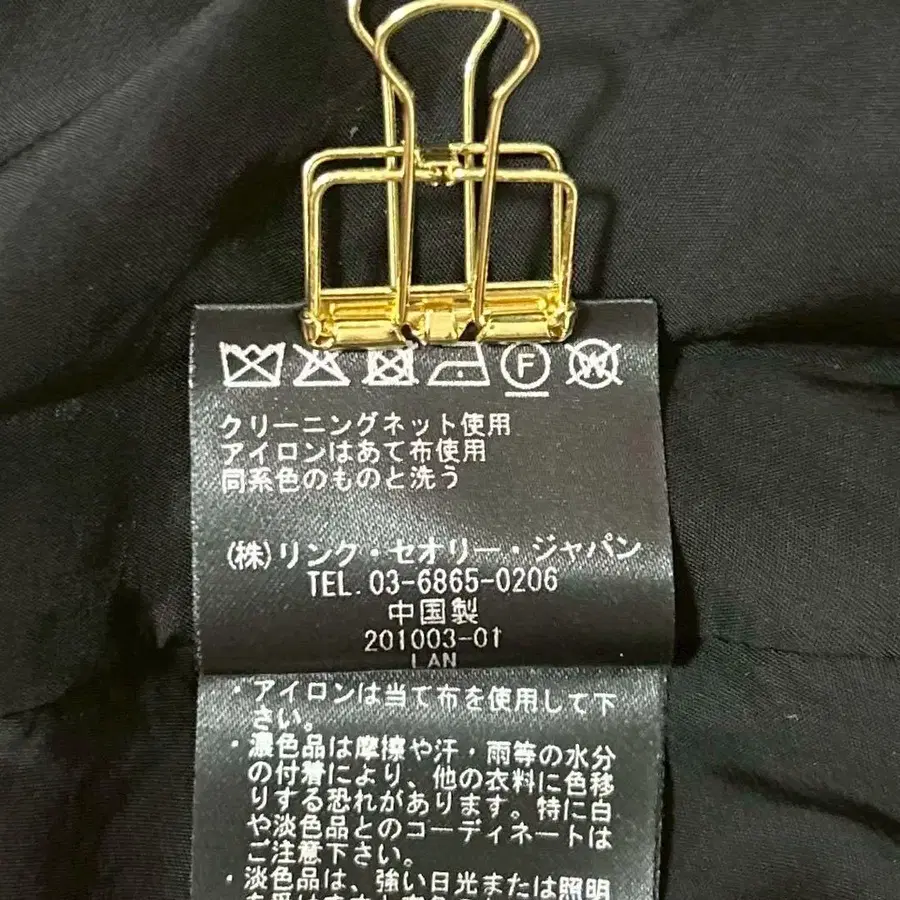 F W
クリーニングネット使用
アイロンはあて布使用
同系色のものと洗う
(株)リンク・セオリー・ジャパン
TEL.03-6865-0206
中国製
201003-01
LAN
・アイロンは当て布を使用して下
さい。
・濃色品は摩擦や汗・雨等の水分
の付着により、他の衣料に色移
りする恐れがあります。特に白
や淡色品とのコーディネートは
ご注意下さい。
・淡色品は、強い日光または照明